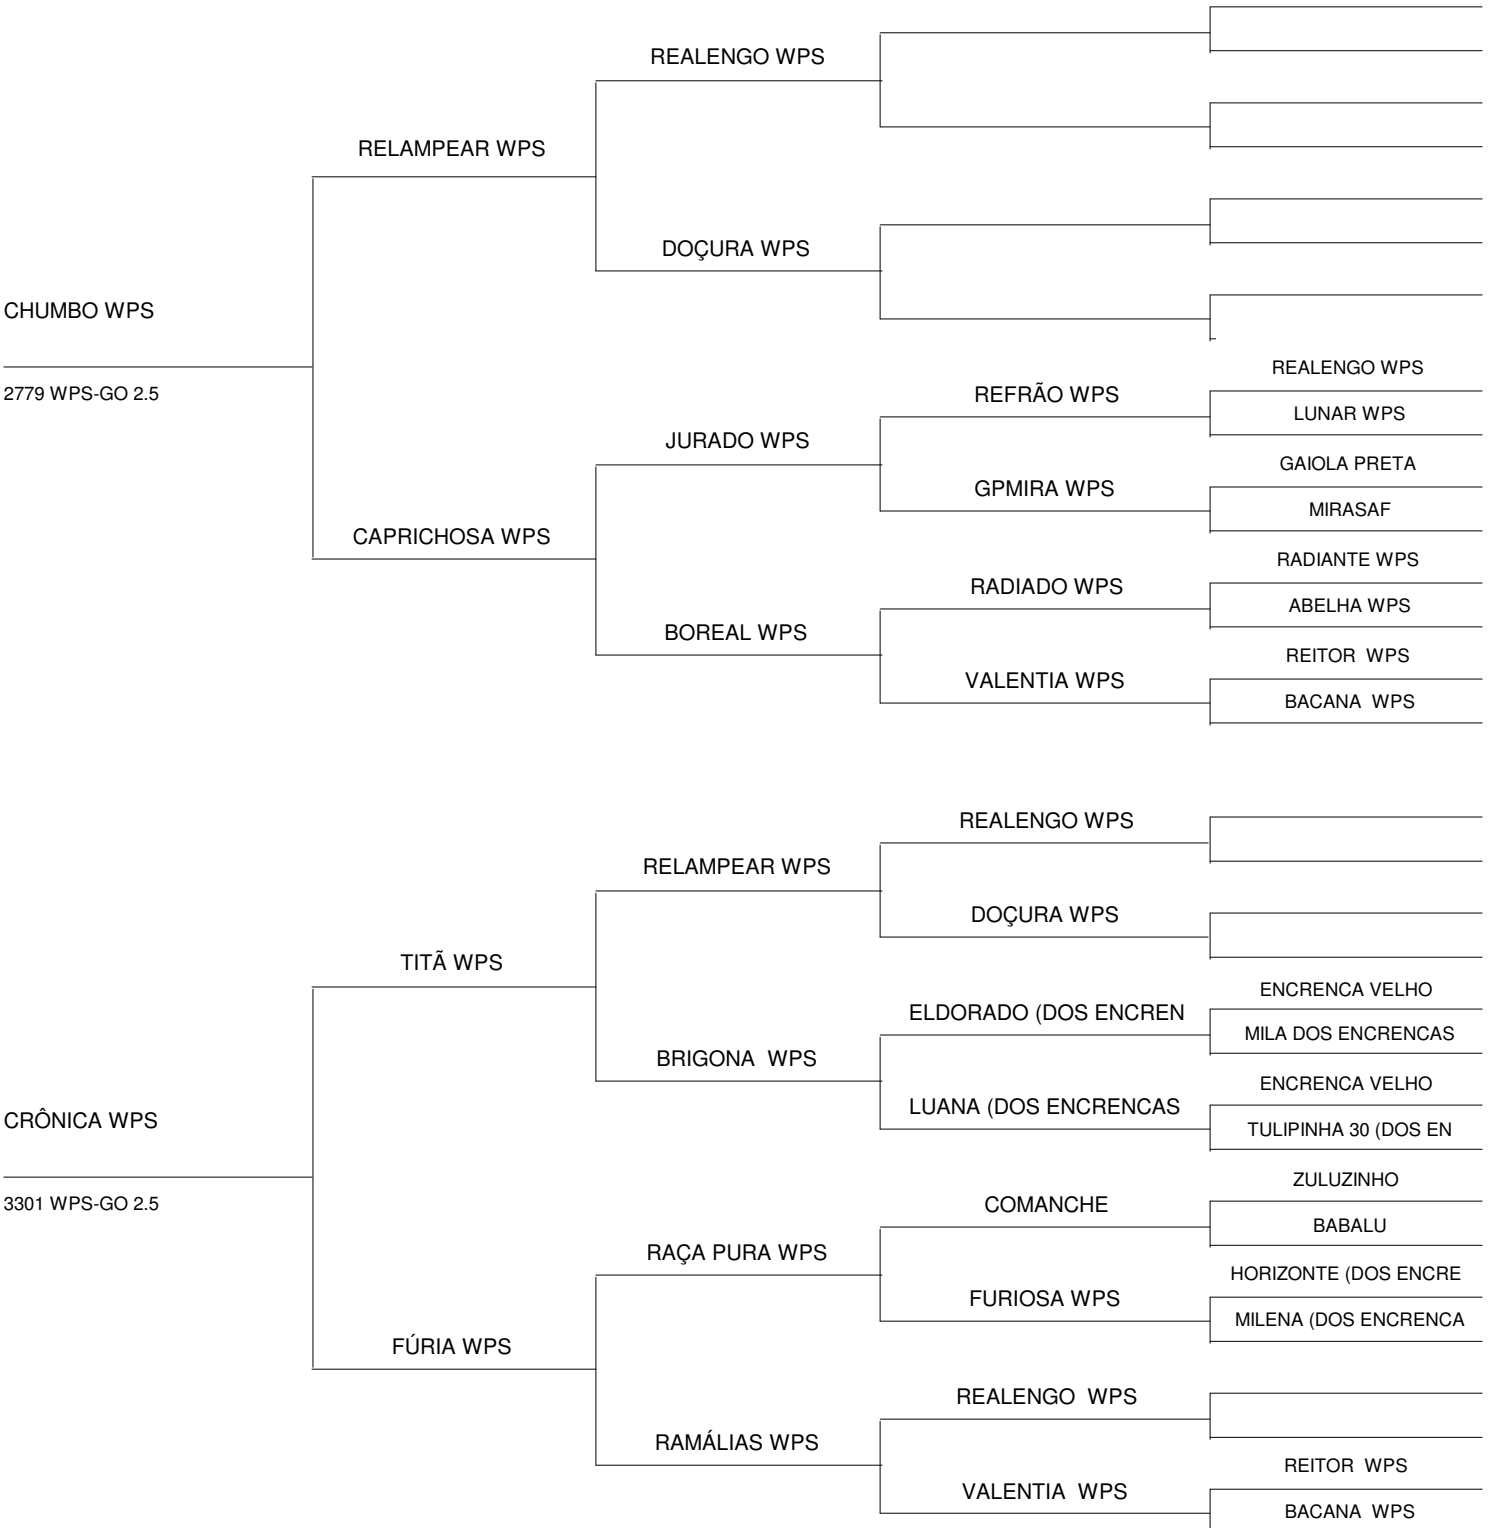 REALENGO WPS
RELAMPEAR WPS
DOÇURA WPS
CHUMBO WPS
REALENGO WPS
2779 WPS-GO 2.5
REFRÃO WPS
LUNAR WPS
JURADO WPS
GAIOLA PRETA
GPMIRA WPS
MIRASAF
CAPRICHOSA WPS
RADIANTE WPS
RADIADO WPS
ABELHA WPS
BOREAL WPS
REITOR  WPS
VALENTIA WPS
BACANA  WPS
REALENGO WPS
RELAMPEAR WPS
DOÇURA WPS
TITÃ WPS
ENCRENCA VELHO
ELDORADO (DOS ENCREN
MILA DOS ENCRENCAS
BRIGONA  WPS
ENCRENCA VELHO
LUANA (DOS ENCRENCAS
CRÔNICA WPS
TULIPINHA 30 (DOS EN
ZULUZINHO
3301 WPS-GO 2.5
COMANCHE
BABALU
RAÇA PURA WPS
HORIZONTE (DOS ENCRE
FURIOSA WPS
MILENA (DOS ENCRENCA
FÚRIA WPS
REALENGO  WPS
RAMÁLIAS WPS
REITOR  WPS
VALENTIA  WPS
BACANA  WPS